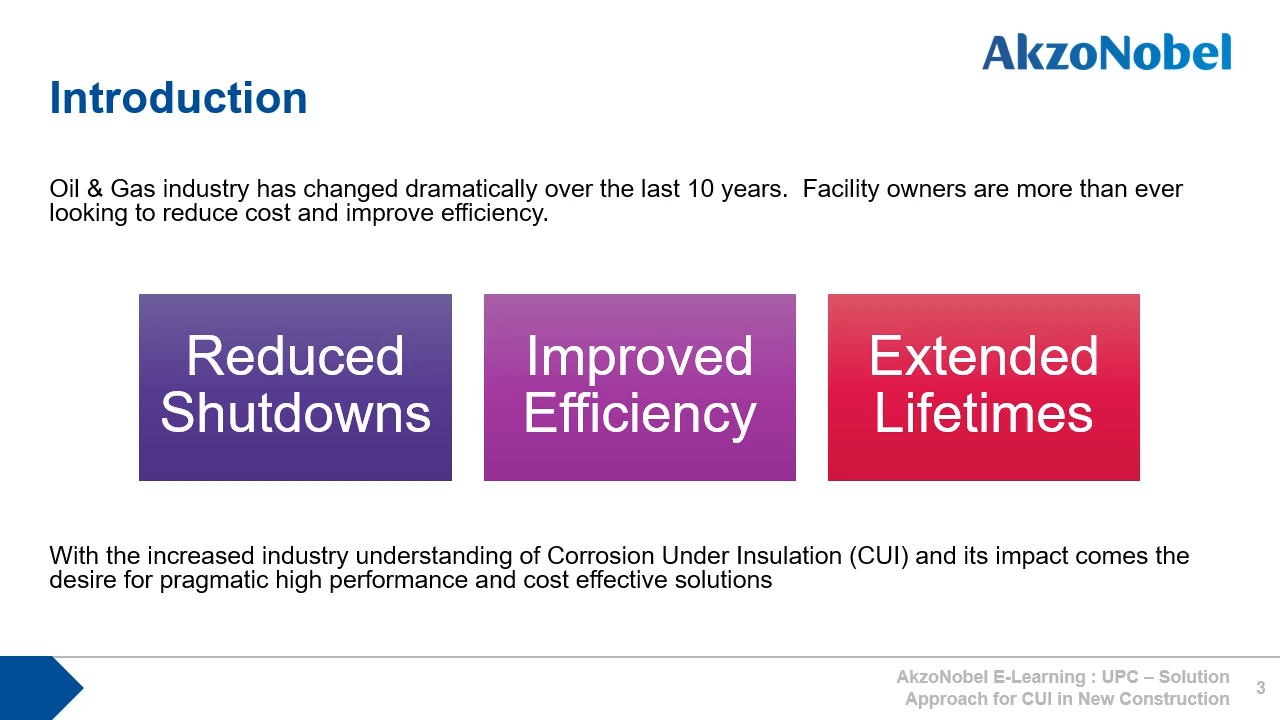 AkzoNobel
Introduction
Oil & Gas industry has changed dramatically over the last 10 years.  Facility owners are more than ever
looking to reduce cost and improve efficiency.
Reduced
Shutdowns
Improved
Efficiency
Extended
Lifetimes
With the increased industry understanding of Corrosion Under Insulation (CUI) and its impact comes the
desire for pragmatic high performance and cost effective solutions
AkzoNobel E-Learning : UPC – Solution
Approach for CUI in New Construction
3